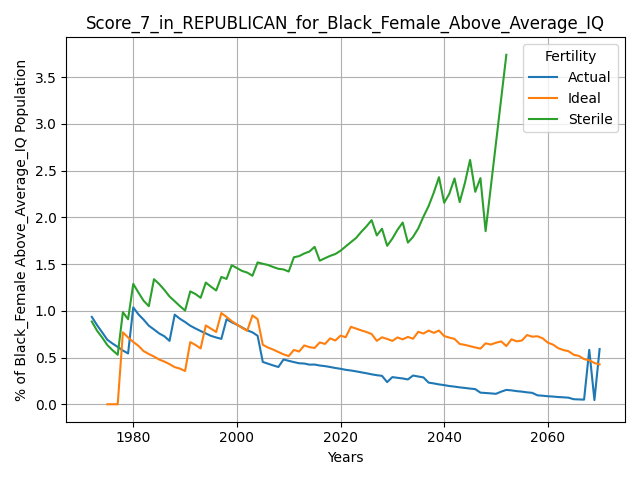 Score_7_in_REPUBLICAN_for_Black_Female_Above_Average_IQ
% of Black_Female Above_Average_IQ Population
Fertility
Actual
Ideal
Sterile
3.5
3.0
2.5
2.0
1.5
1.0
0.5
0.0
1980 2000 2020 2040 2060
Years